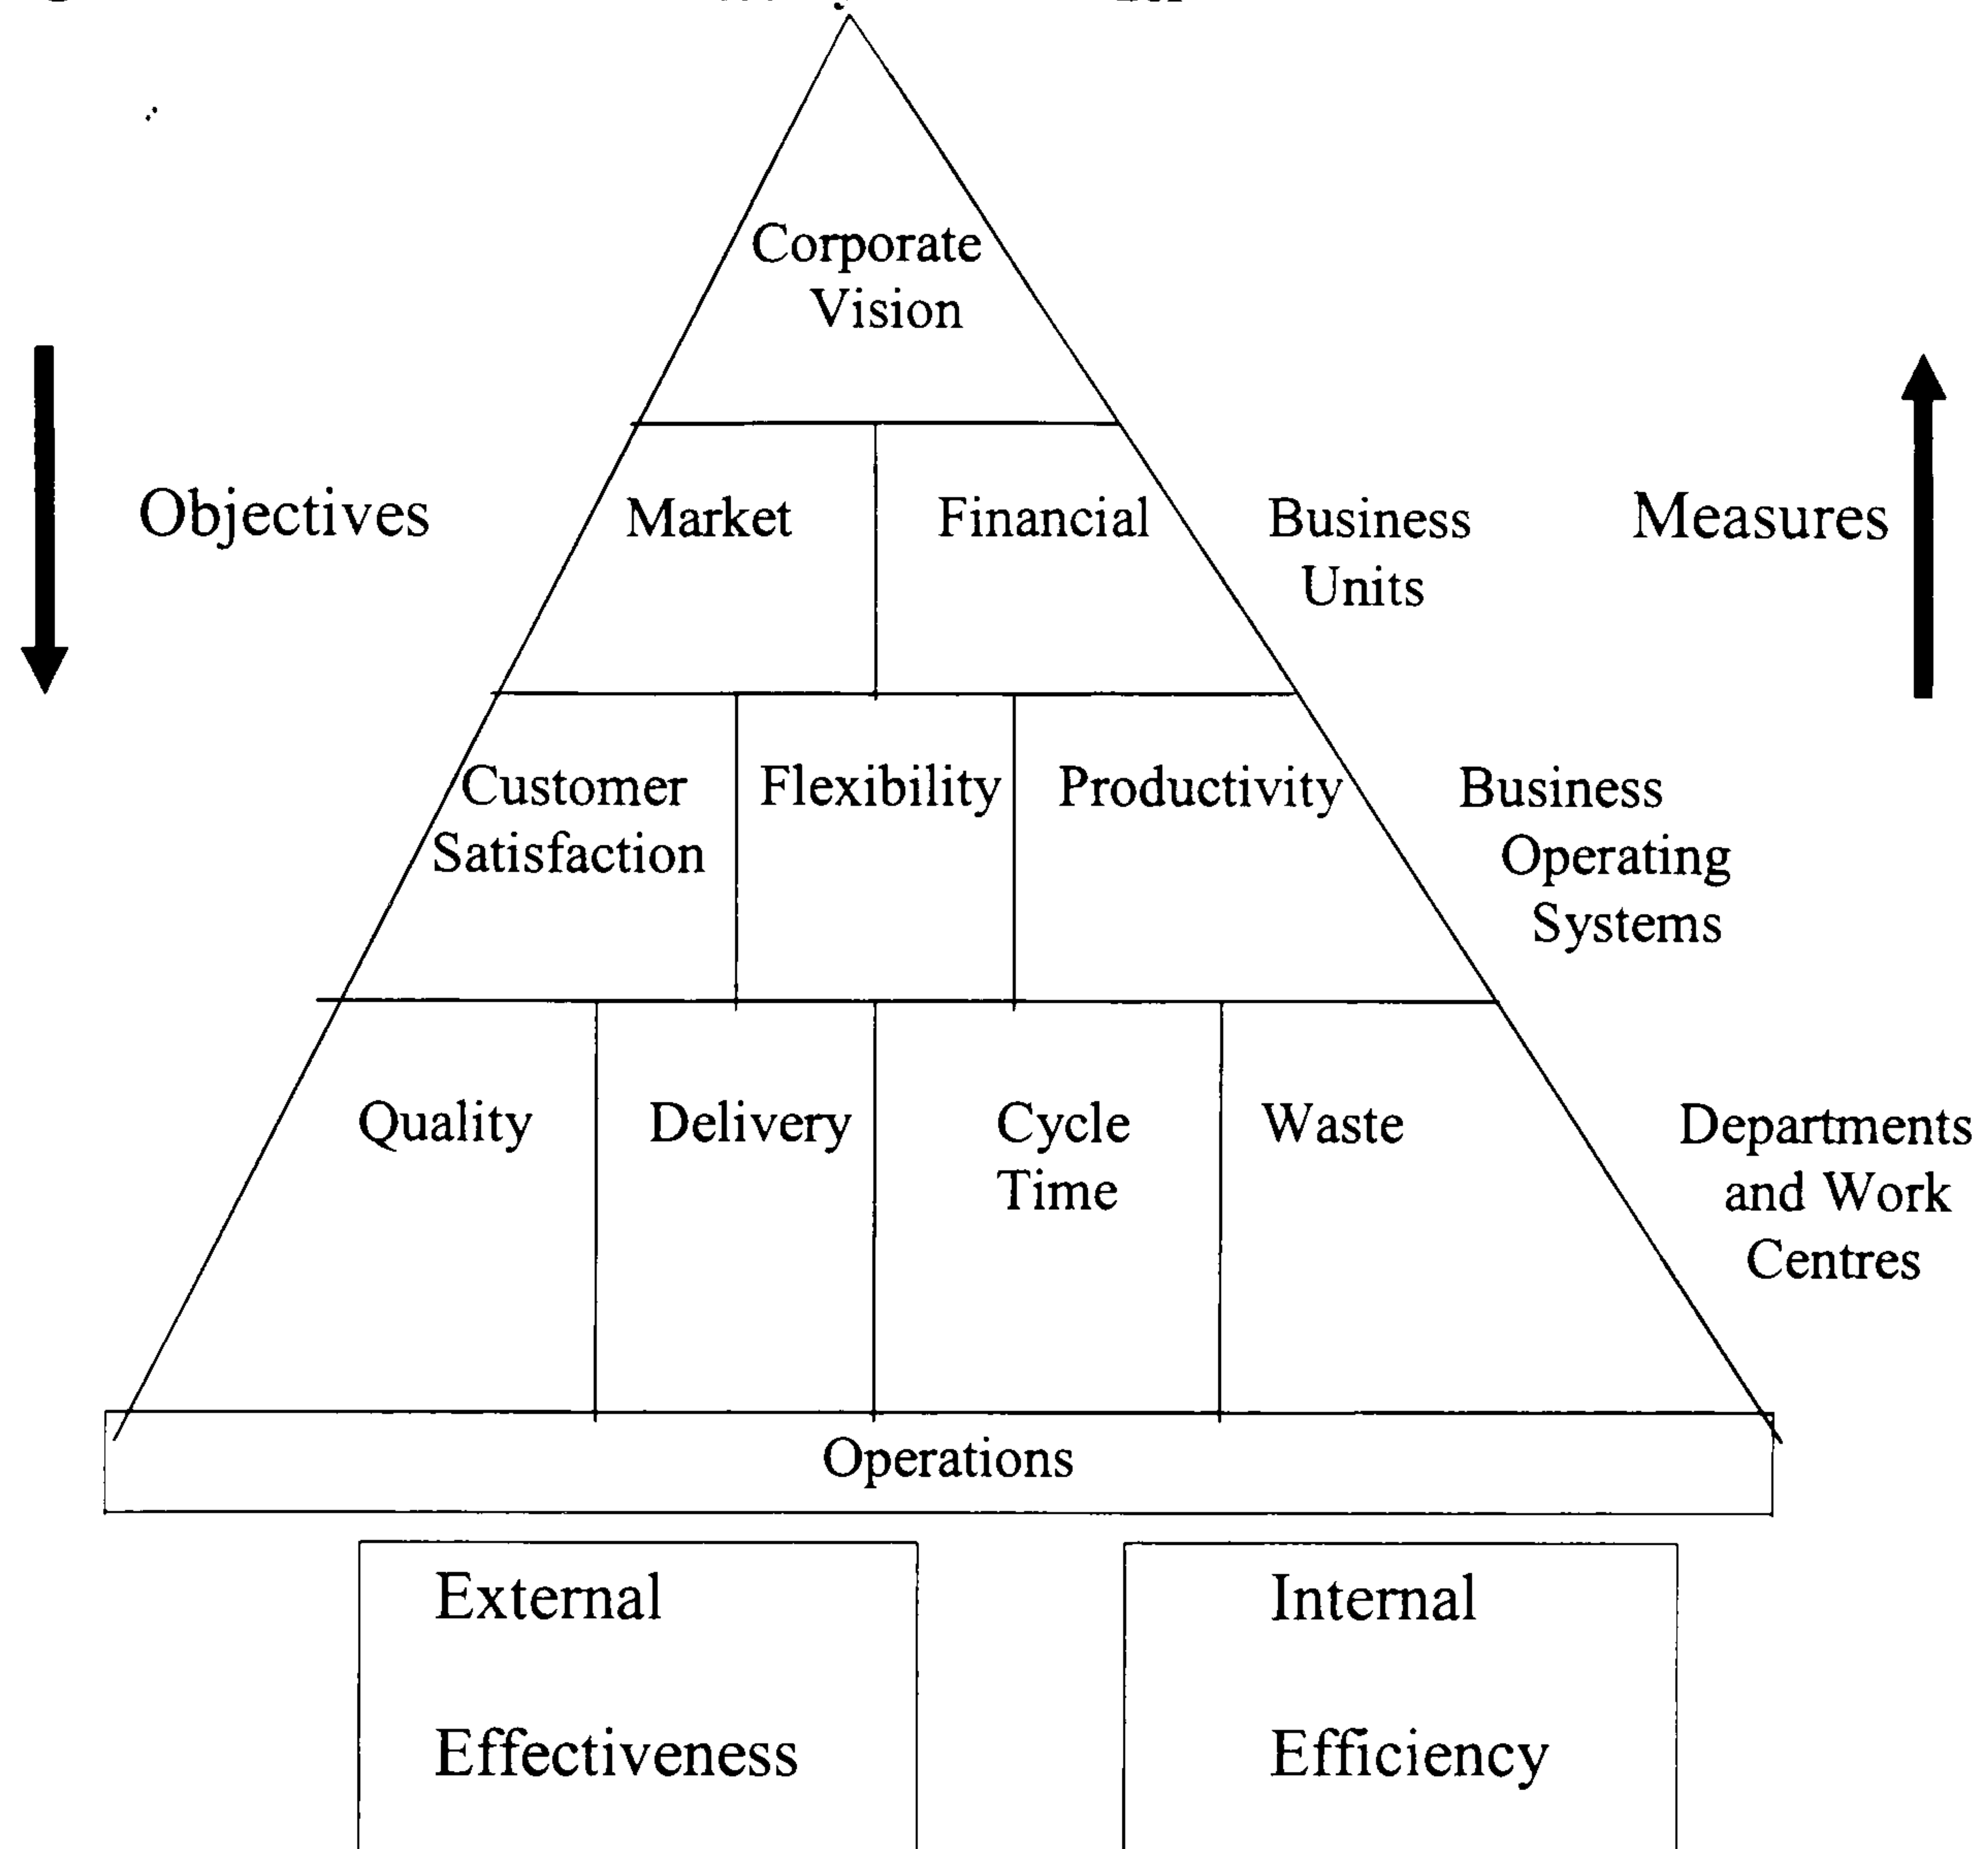 Corporate
Vision
Objectives
Market
Financial
Business
Units
Measures
Customer
Satisfaction
Flexibility
Productivity
Business
Operating
Systems
Quality
Delivery
Cycle
Time
Waste
Departments
and Work
Centres
Operations
External
Effectiveness
Internal
Efficiency